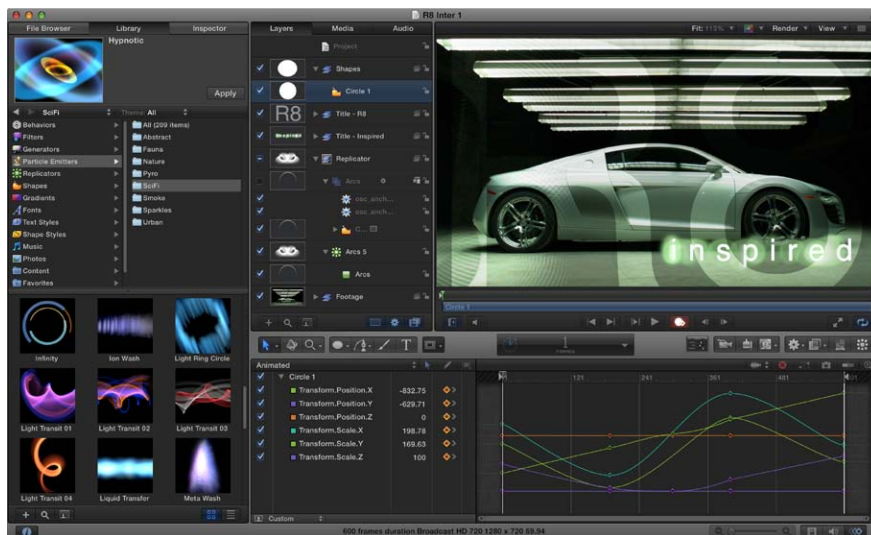 R8 Inter 1
File Browser Library Inspector
Hypnotic
Apply
SciFi Theme: All
Behaviors
Filters
Generators
Particle Emitters
Replicators
Shapes
Gradients
Fonts
Text Styles
Shape Styles
Music
Photos
Content
Favorites
All (209 items)
Abstract
Fauna
Nature
Pyro
SciFi
Smoke
Sparkles
Urban
Infinity Ion Wash Light Ring Circle
Light Transit 01 Light Transit 02 Light Transit 03
Light Transit 04 Liquid Transfer Meta Wash
Layers Media Audio
Project
Shapes
Circle 1
R8 Title - R8
inspired Title - Inspired
Replicator
Arcs
osc_arch...
osc_arch...
C...
Arcs 5
Arcs
Footage
Fit: 112% Render View
inspired
Circle 1
T
1
Animated
Circle 1
Transform.Position.X -832.75
Transform.Position.Y -629.71
Transform.Position.Z 0
Transform.Scale.X 198.78
Transform.Scale.Y 169.63
Transform.Scale.Z 100
121 241 361 481
Custom
600 frames duration Broadcast HD 720 1280 x 720 59.94